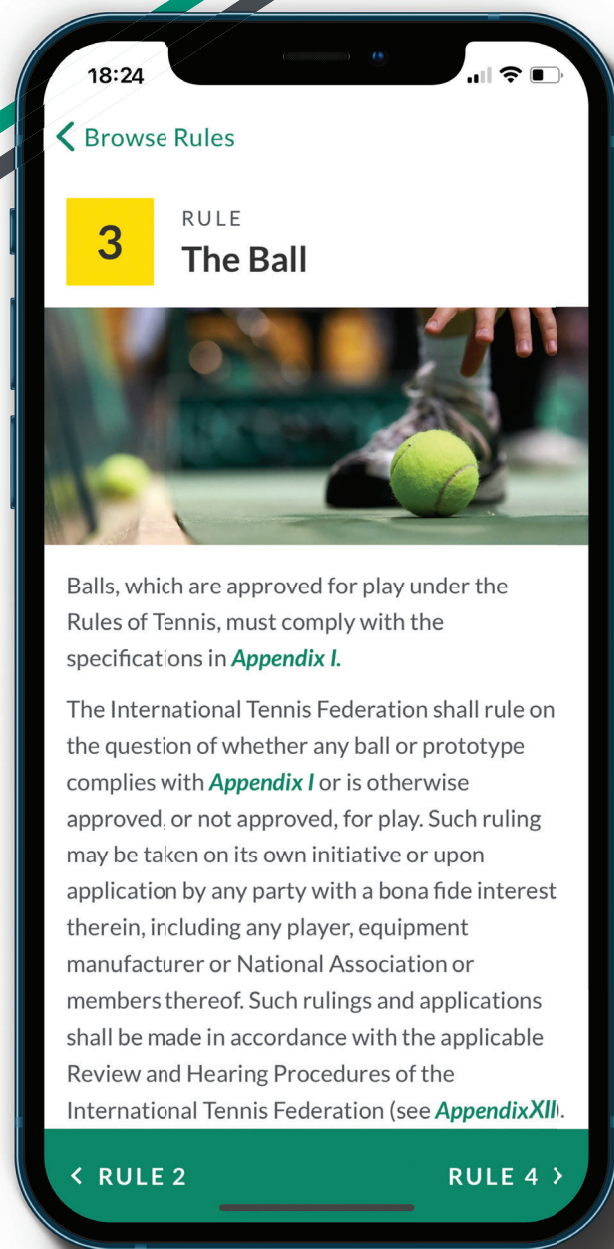 18:24
Browse Rules
3
RULE
The Ball
Balls, which are approved for play under the
Rules of Tennis, must comply with the
specifications in Appendix I.
The International Tennis Federation shall rule on
the question of whether any ball or prototype
complies with Appendix I or is otherwise
approved, or not approved, for play. Such ruling
may be taken on its own initiative or upon
application by any party with a bona fide interest
therein, including any player, equipment
manufacturer or National Association or
members thereof. Such rulings and applications
shall be made in accordance with the applicable
Review and Hearing Procedures of the
International Tennis Federation (see AppendixXII).
< RULE 2
RULE 4 >